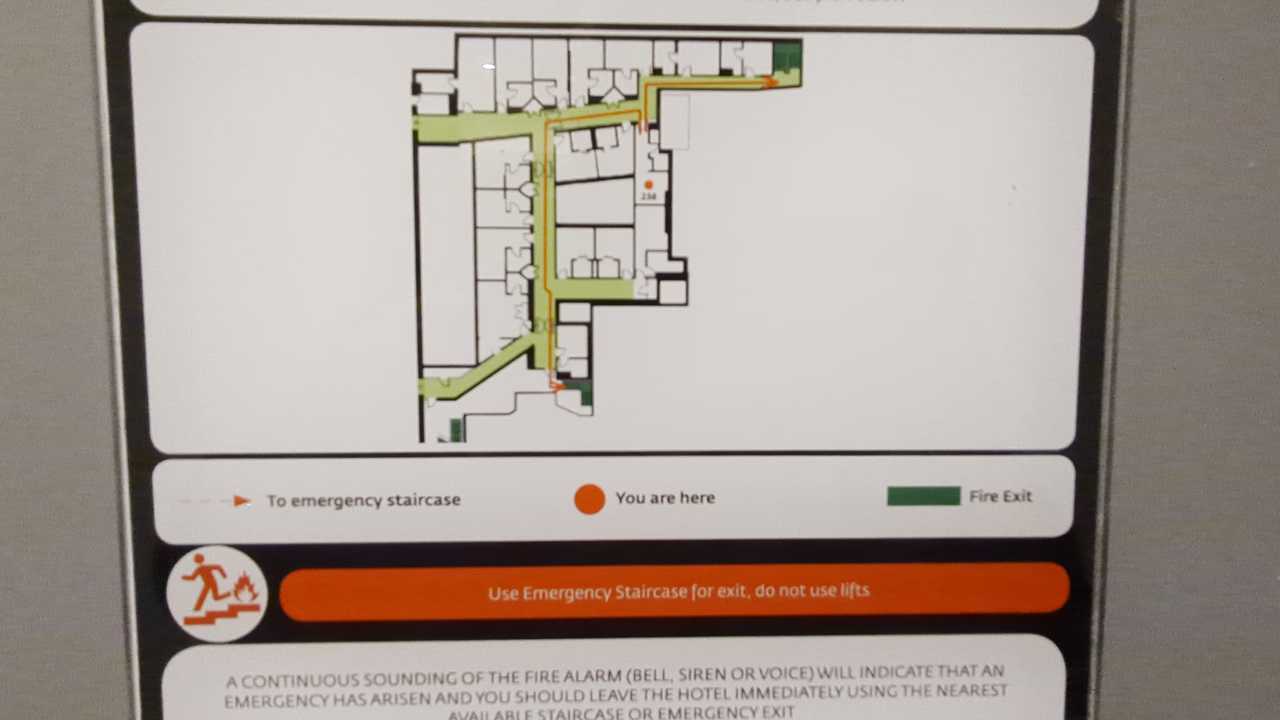 258
To emergency staircase
You are here
Fire Exit
Use Emergency Staircase for exit, do not use lifts
A CONTINUOUS SOUNDING OF THE FIRE ALARM (BELL, SIREN OR VOICE) WILL INDICATE THAT AN
EMERGENCY HAS ARISEN AND YOU SHOULD LEAVE THE HOTEL IMMEDIATELY USING THE NEAREST
AVAILABLE STAIRCASE OR EMERGENCY EXIT